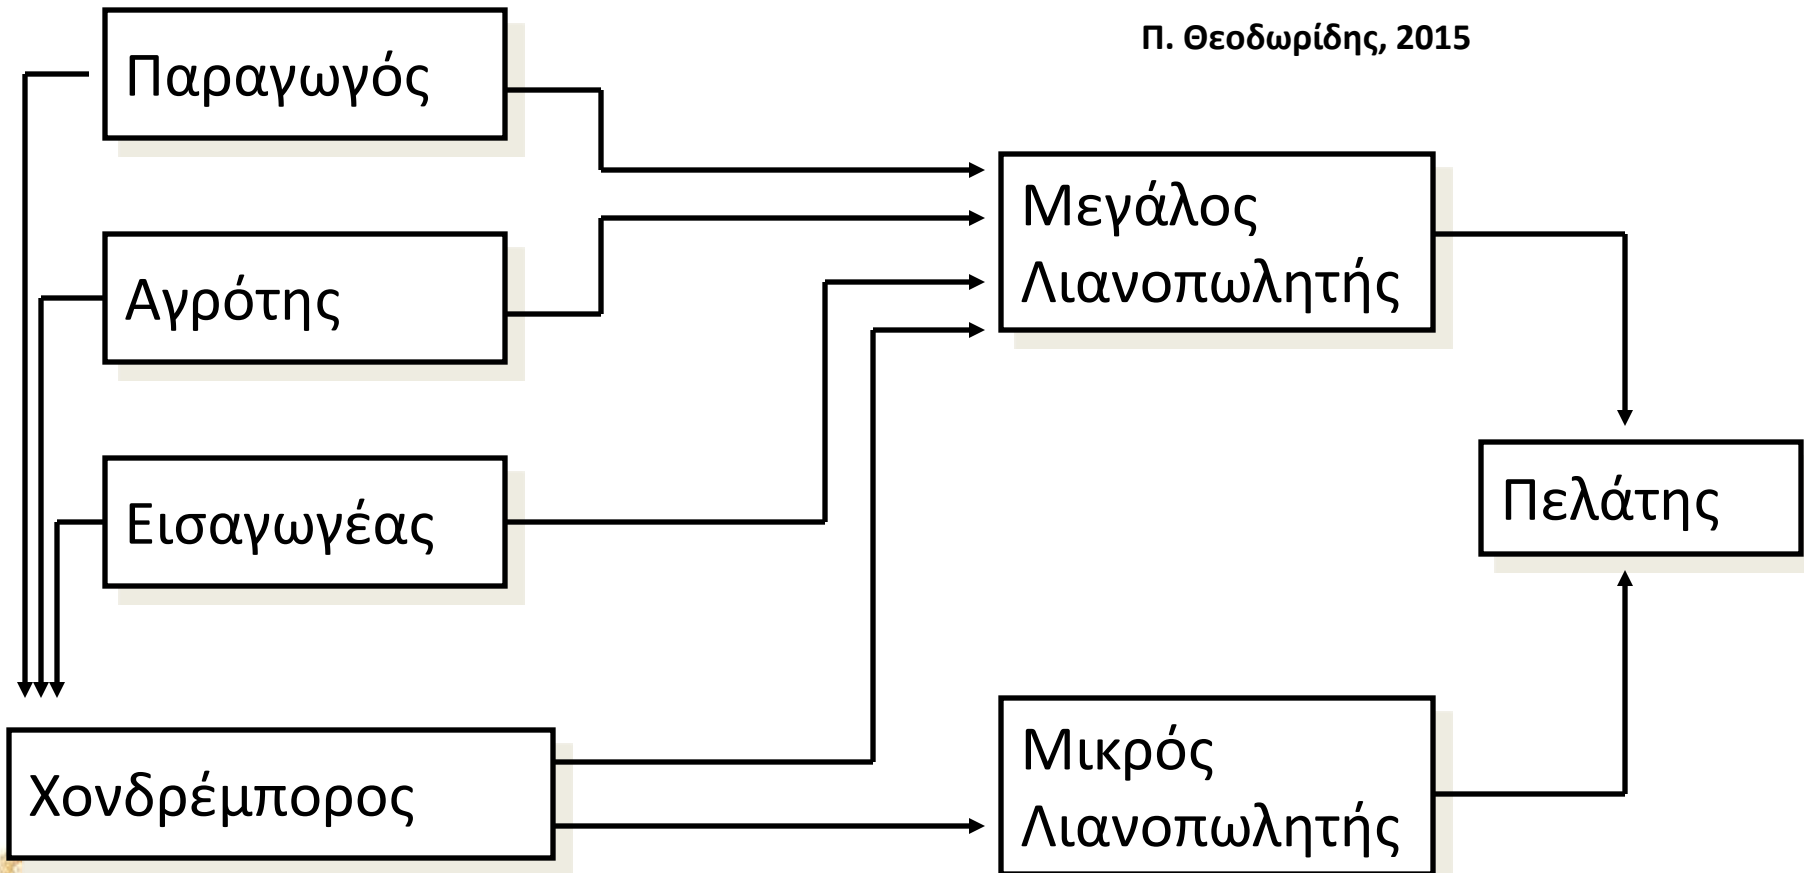 Π. Θεοδωρίδης, 2015
Παραγωγός
Αγρότης
Εισαγωγέας
Χονδρέμπορος
Μεγάλος
Λιανοπωλητής
Μικρός
Λιανοπωλητής
Πελάτης